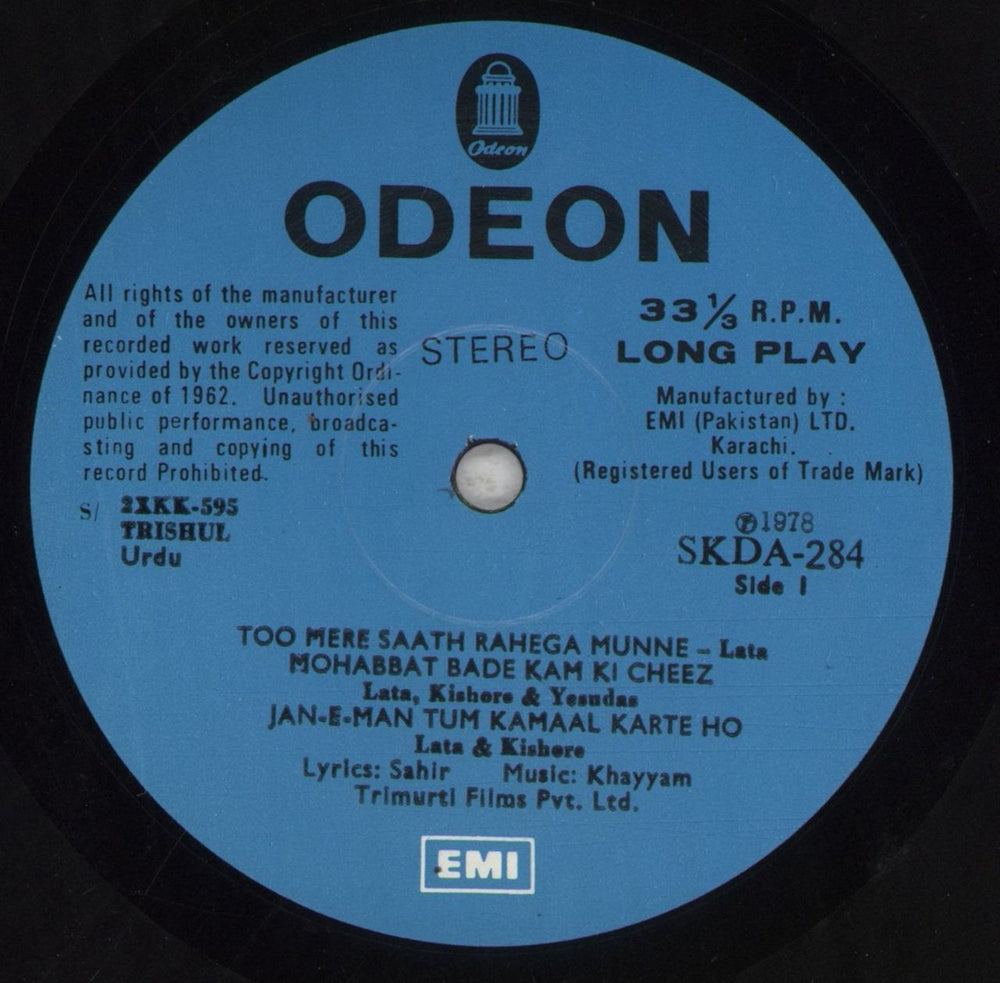 Odeon
ODEON
All rights of the manufacturer
and of the owners of this
recorded work reserved as
provided by the Copyright Ordi-
nance of 1962. Unauthorised
public performance, broadca-
sting and copying of this
record Prohibited.
STEREO
33⅓ R.P.M.
LONG PLAY
Manufactured by :
EMI (Pakistan) LTD.
Karachi.
(Registered Users of Trade Mark)
S/ 2XKK-595
TRISHUL
Urdu
℗1978
SKDA-284
Side I
TOO MERE SAATH RAHEGA MUNNE – Lata
MOHABBAT BADE KAM KI CHEEZ
Lata, Kishore & Yesudas
JAN-E-MAN TUM KAMAAL KARTE HO
Lata & Kishore
Lyrics: Sahir Music: Khayyam
Trimurti Films Pvt. Ltd.
EMI